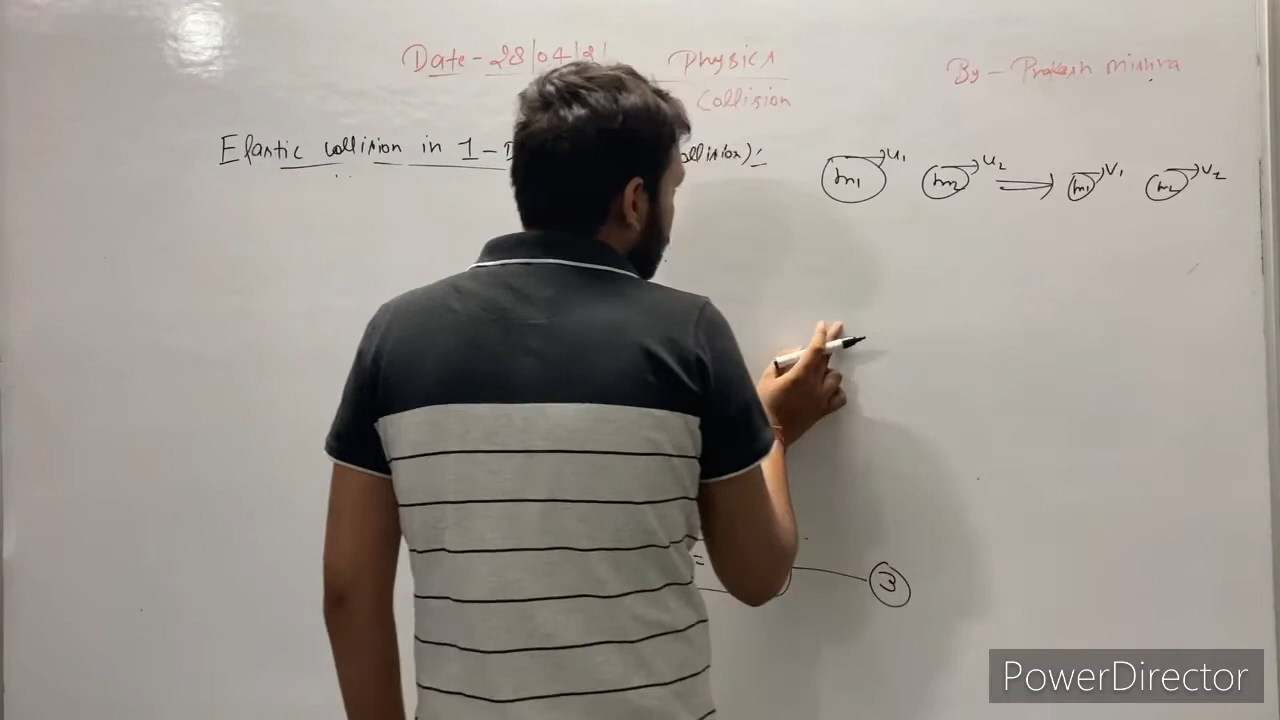 Date - 28/04/21 Physics
By - Prakash Mishra
Collision
Elastic collision in 1-D ollision):
m1 u1 m2 u2 m1 v1 m2 v2
= 3
PowerDirector